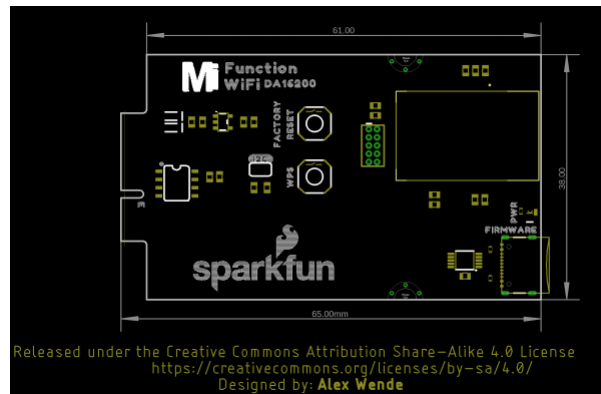 61.00
M Function
WiFi DA16200
FACTORY
RESET
I2C
WPS
E
38.00
PWR
FIRMWARE
sparkfun
65.00mm
Released under the Creative Commons Attribution Share-Alike 4.0 License
https://creativecommons.org/licenses/by-sa/4.0/
Designed by: Alex Wende